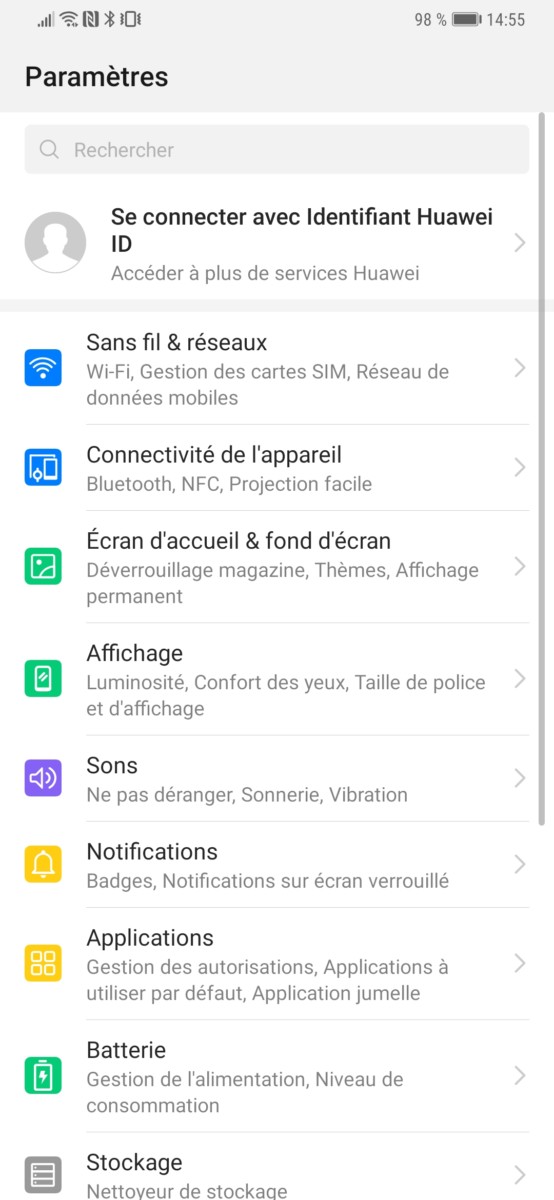 98 % 14:55
Paramètres
Rechercher
Se connecter avec Identifiant Huawei
ID
Accéder à plus de services Huawei
Sans fil & réseaux
Wi-Fi, Gestion des cartes SIM, Réseau de
données mobiles
Connectivité de l'appareil
Bluetooth, NFC, Projection facile
Écran d'accueil & fond d'écran
Déverrouillage magazine, Thèmes, Affichage
permanent
Affichage
Luminosité, Confort des yeux, Taille de police
et d'affichage
Sons
Ne pas déranger, Sonnerie, Vibration
Notifications
Badges, Notifications sur écran verrouillé
Applications
Gestion des autorisations, Applications à
utiliser par défaut, Application jumelle
Batterie
Gestion de l'alimentation, Niveau de
consommation
Stockage
Nettoyeur de stockage